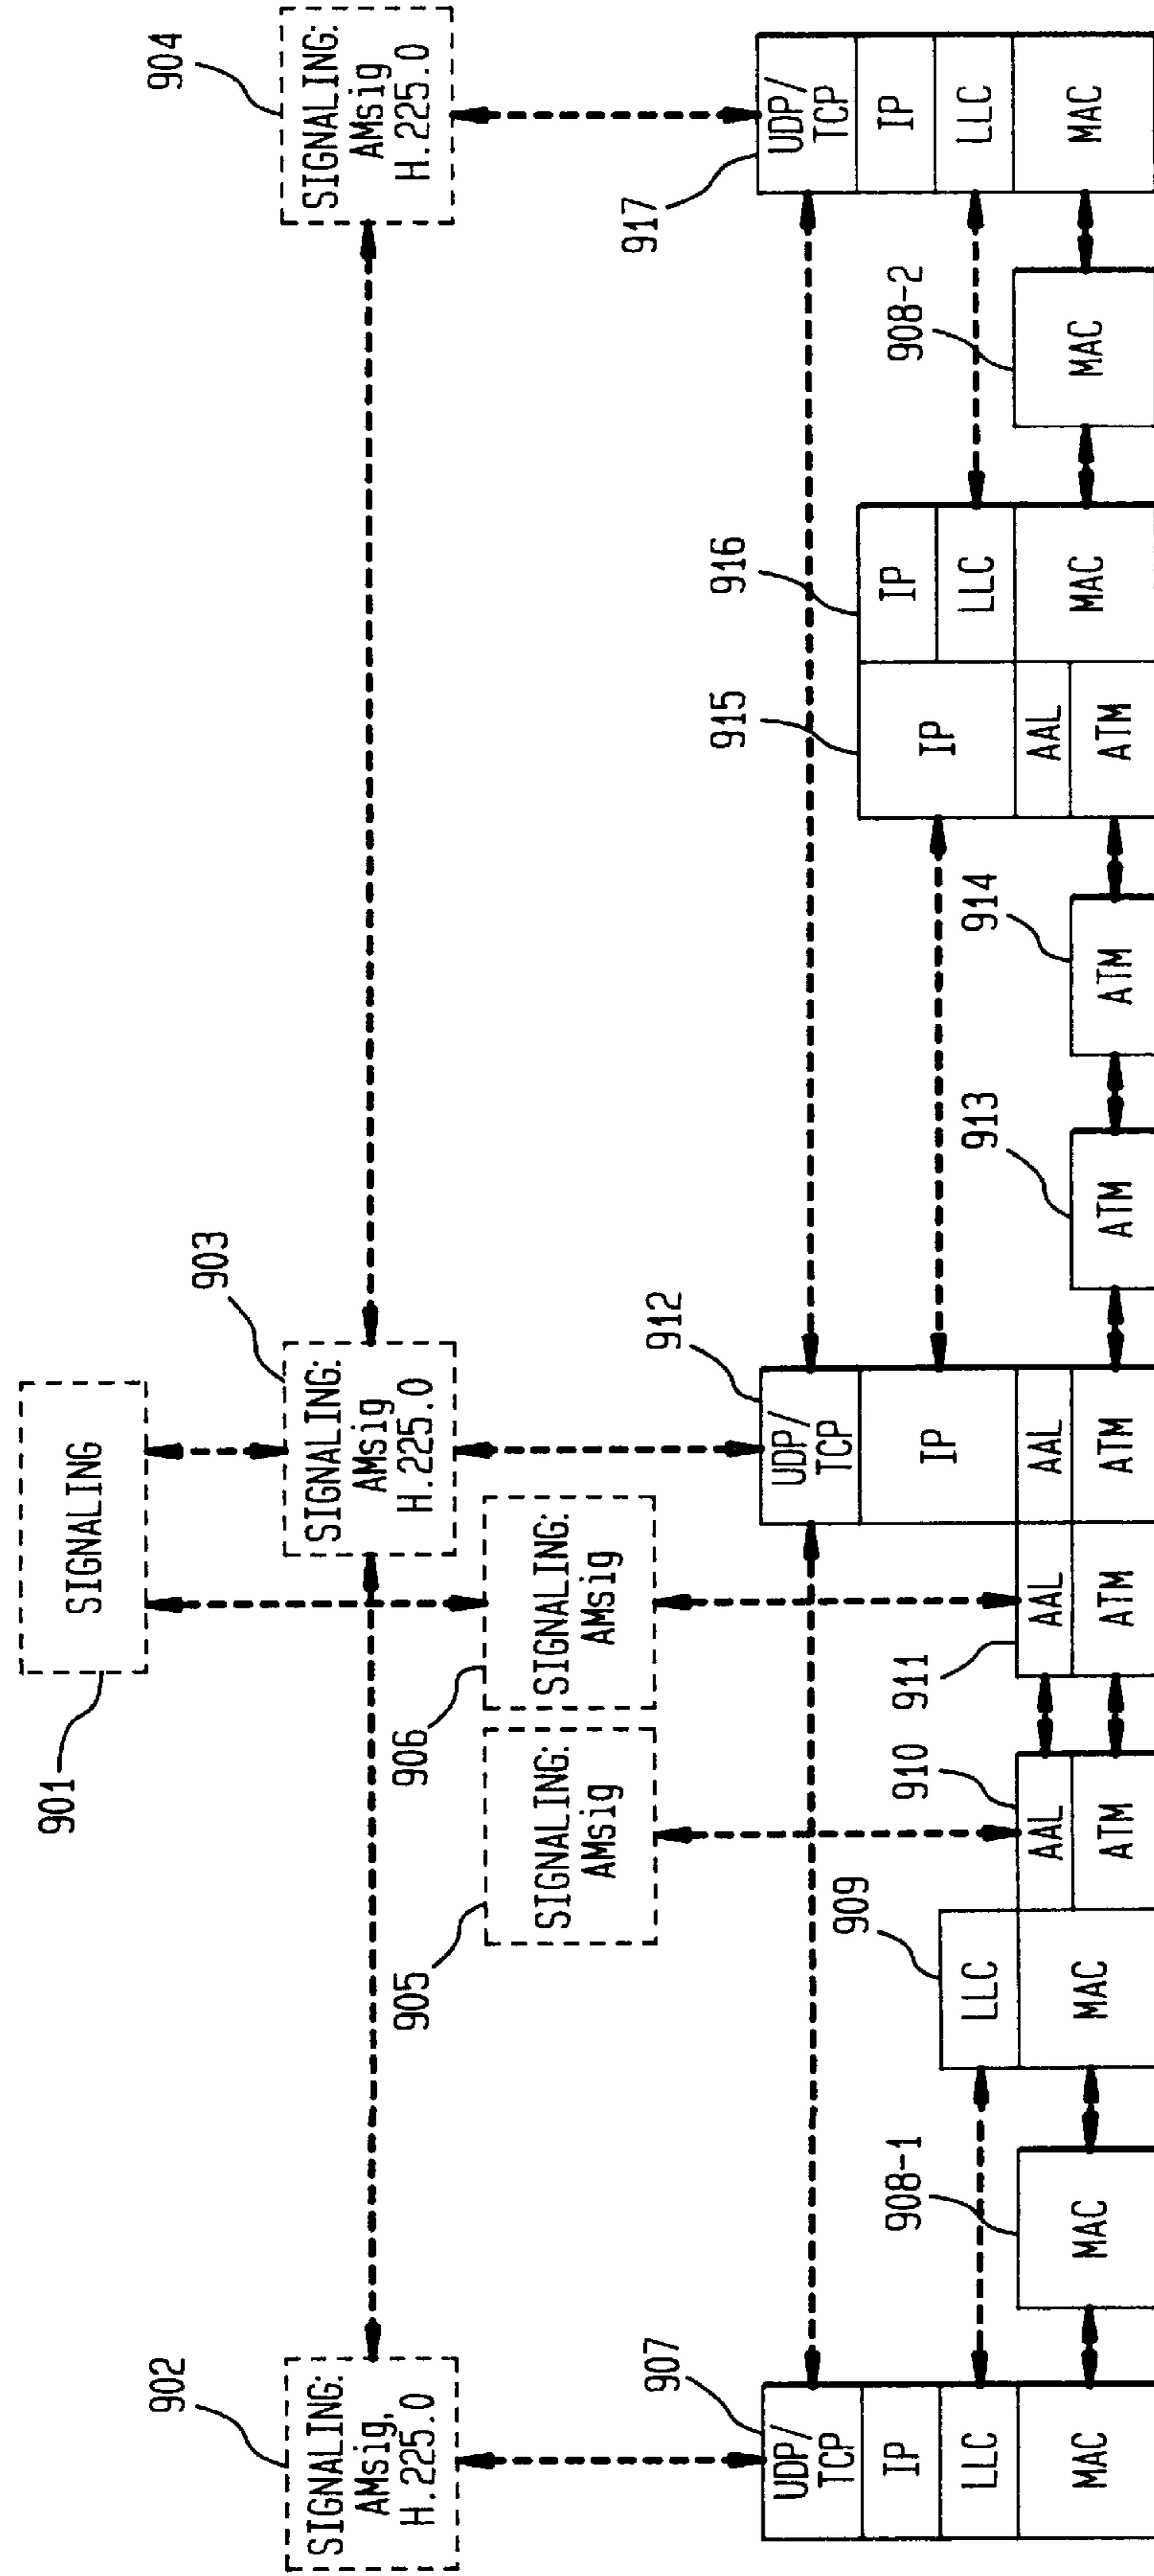 901
SIGNALING
902
SIGNALING:
AMsig,
H.225.0
903
SIGNALING:
AMsig
H.225.0
904
SIGNALING:
AMsig
H.225.0
905
SIGNALING:
AMsig
906
SIGNALING:
AMsig
907
UDP/
TCP
IP
LLC
MAC
908-1
MAC
909
LLC
MAC
910
AAL
ATM
911
AAL
ATM
912
UDP/
TCP
IP
AAL
ATM
913
ATM
914
ATM
915
IP
AAL
ATM
916
IP
LLC
MAC
908-2
MAC
917
UDP/
TCP
IP
LLC
MAC